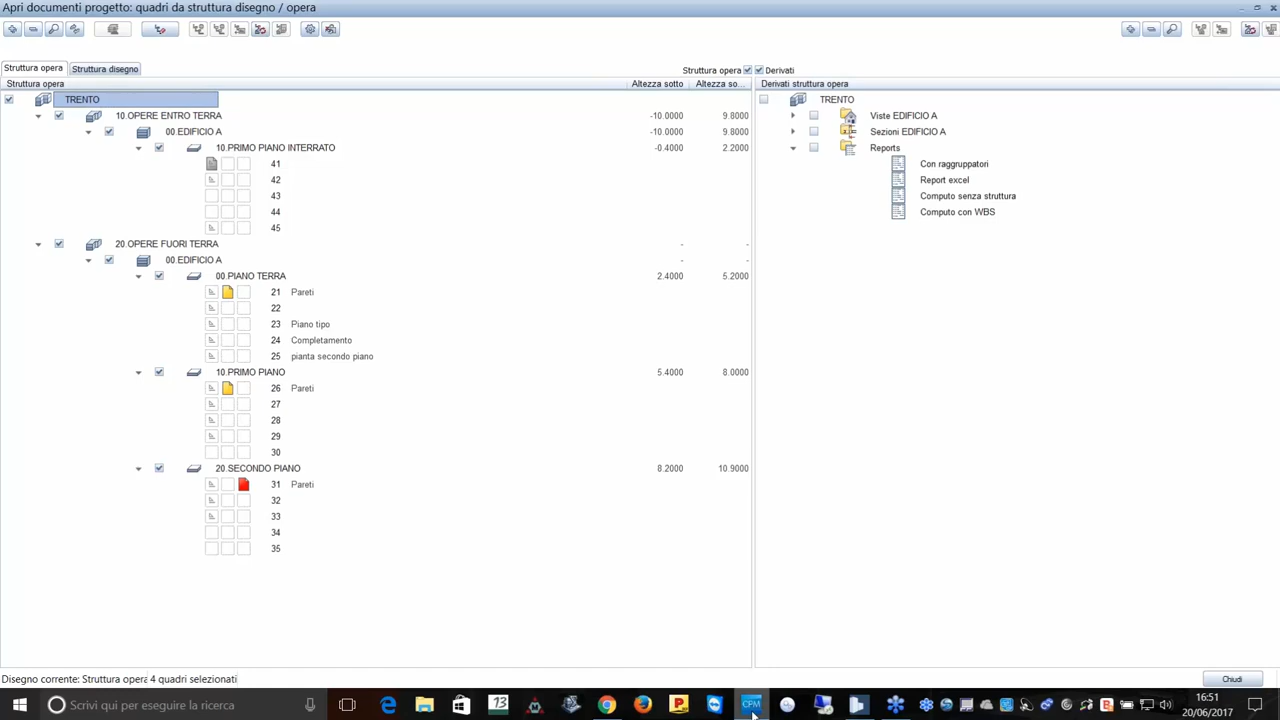 Apri documenti progetto: quadri da struttura disegno / opera
Struttura opera Struttura disegno
Struttura opera Derivati
Struttura opera Altezza sotto Altezza so...
Derivati struttura opera
TRENTO
10.OPERE ENTRO TERRA -10.0000 9.8000
00.EDIFICIO A -10.0000 9.8000
10.PRIMO PIANO INTERRATO -0.4000 2.2000
41
42
43
44
45
20.OPERE FUORI TERRA - -
00.EDIFICIO A - -
00.PIANO TERRA 2.4000 5.2000
21 Pareti
22
23 Piano tipo
24 Completamento
25 pianta secondo piano
10.PRIMO PIANO 5.4000 8.0000
26 Pareti
27
28
29
30
20.SECONDO PIANO 8.2000 10.9000
31 Pareti
32
33
34
35
TRENTO
Viste EDIFICIO A
Sezioni EDIFICIO A
Reports
Con raggruppatori
Report excel
Computo senza struttura
Computo con WBS
Disegno corrente: Struttura opera 4 quadri selezionati
Chiudi
Scrivi qui per eseguire la ricerca
13
CPM
16:51
20/06/2017